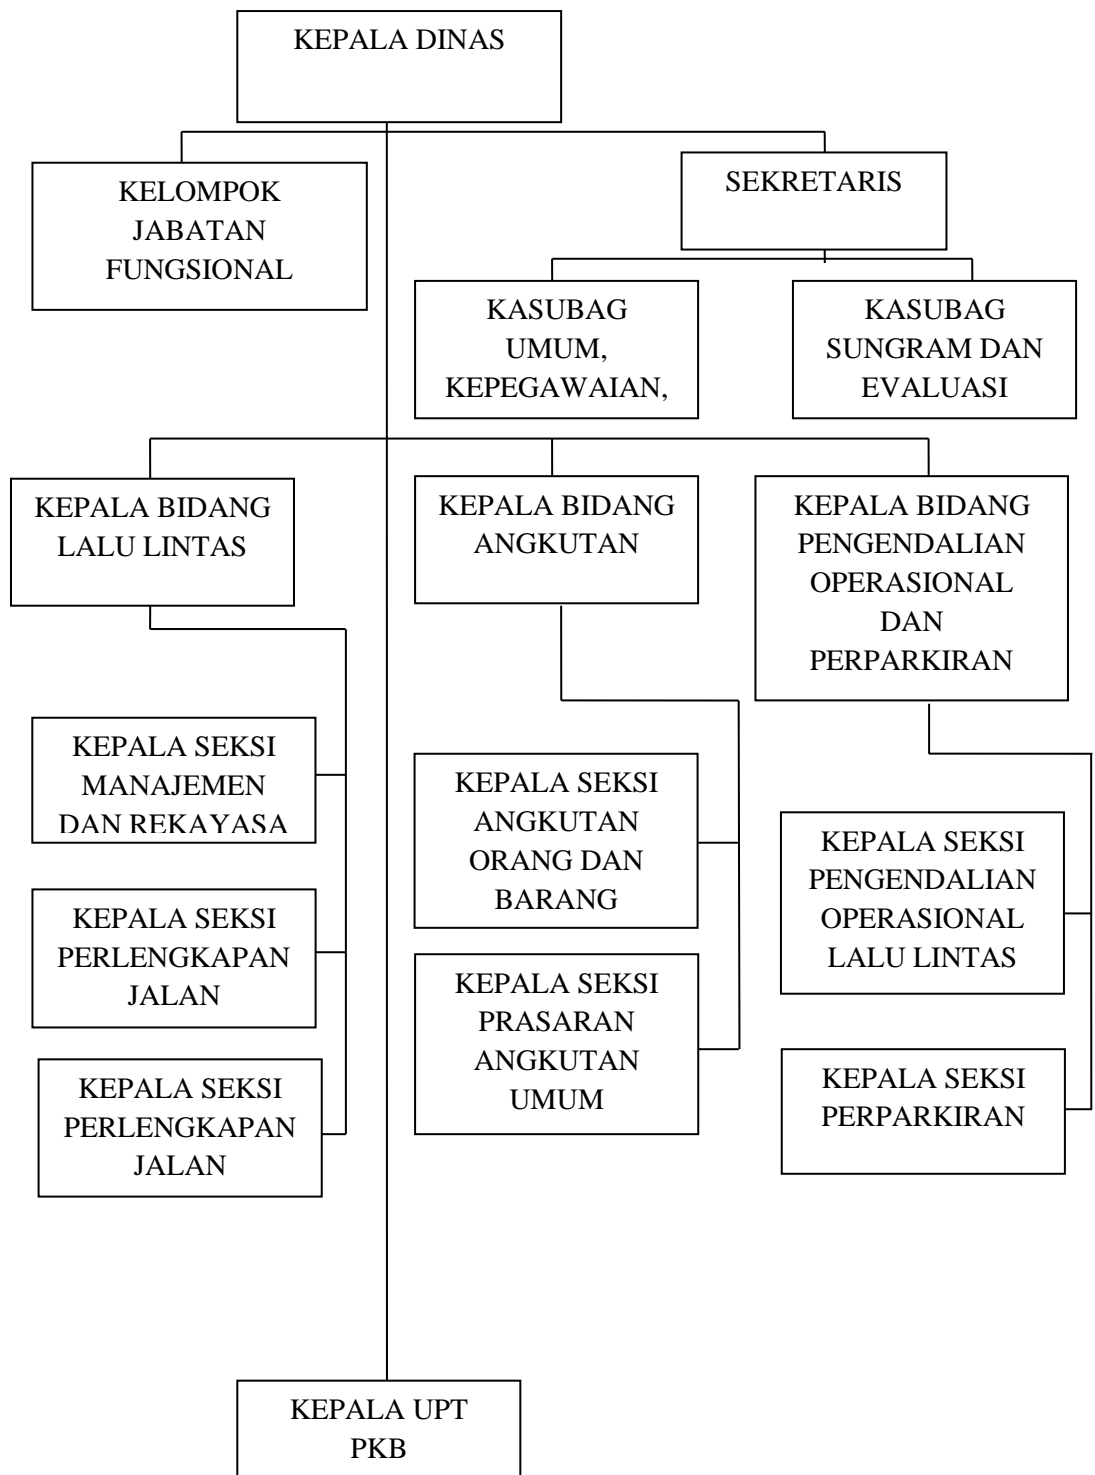 KEPALA DINAS
KELOMPOK
JABATAN
FUNGSIONAL
SEKRETARIS
KASUBAG
UMUM,
KEPEGAWAIAN,
KASUBAG
SUNGRAM DAN
EVALUASI
KEPALA BIDANG
LALU LINTAS
KEPALA BIDANG
ANGKUTAN
KEPALA BIDANG
PENGENDALIAN
OPERASIONAL
DAN
PERPARKIRAN
KEPALA SEKSI
MANAJEMEN
DAN REKAYASA
KEPALA SEKSI
PERLENGKAPAN
JALAN
KEPALA SEKSI
PERLENGKAPAN
JALAN
KEPALA SEKSI
ANGKUTAN
ORANG DAN
BARANG
KEPALA SEKSI
PRASARAN
ANGKUTAN
UMUM
KEPALA SEKSI
PENGENDALIAN
OPERASIONAL
LALU LINTAS
KEPALA SEKSI
PERPARKIRAN
KEPALA UPT
PKB